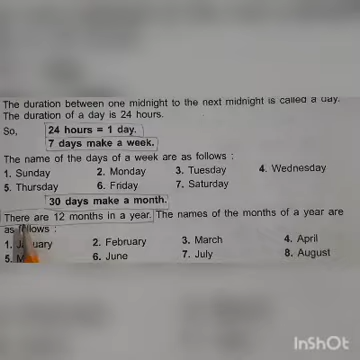 The duration between one midnight to the next midnight is called a day.
The duration of a day is 24 hours.
So, 24 hours = 1 day.
7 days make a week.
The name of the days of a week are as follows :
1. Sunday 2. Monday 3. Tuesday 4. Wednesday
5. Thursday 6. Friday 7. Saturday
30 days make a month.
There are 12 months in a year. The names of the months of a year are
as follows :
1. January 2. February 3. March 4. April
5. 6. June 7. July 8. August
InShOt